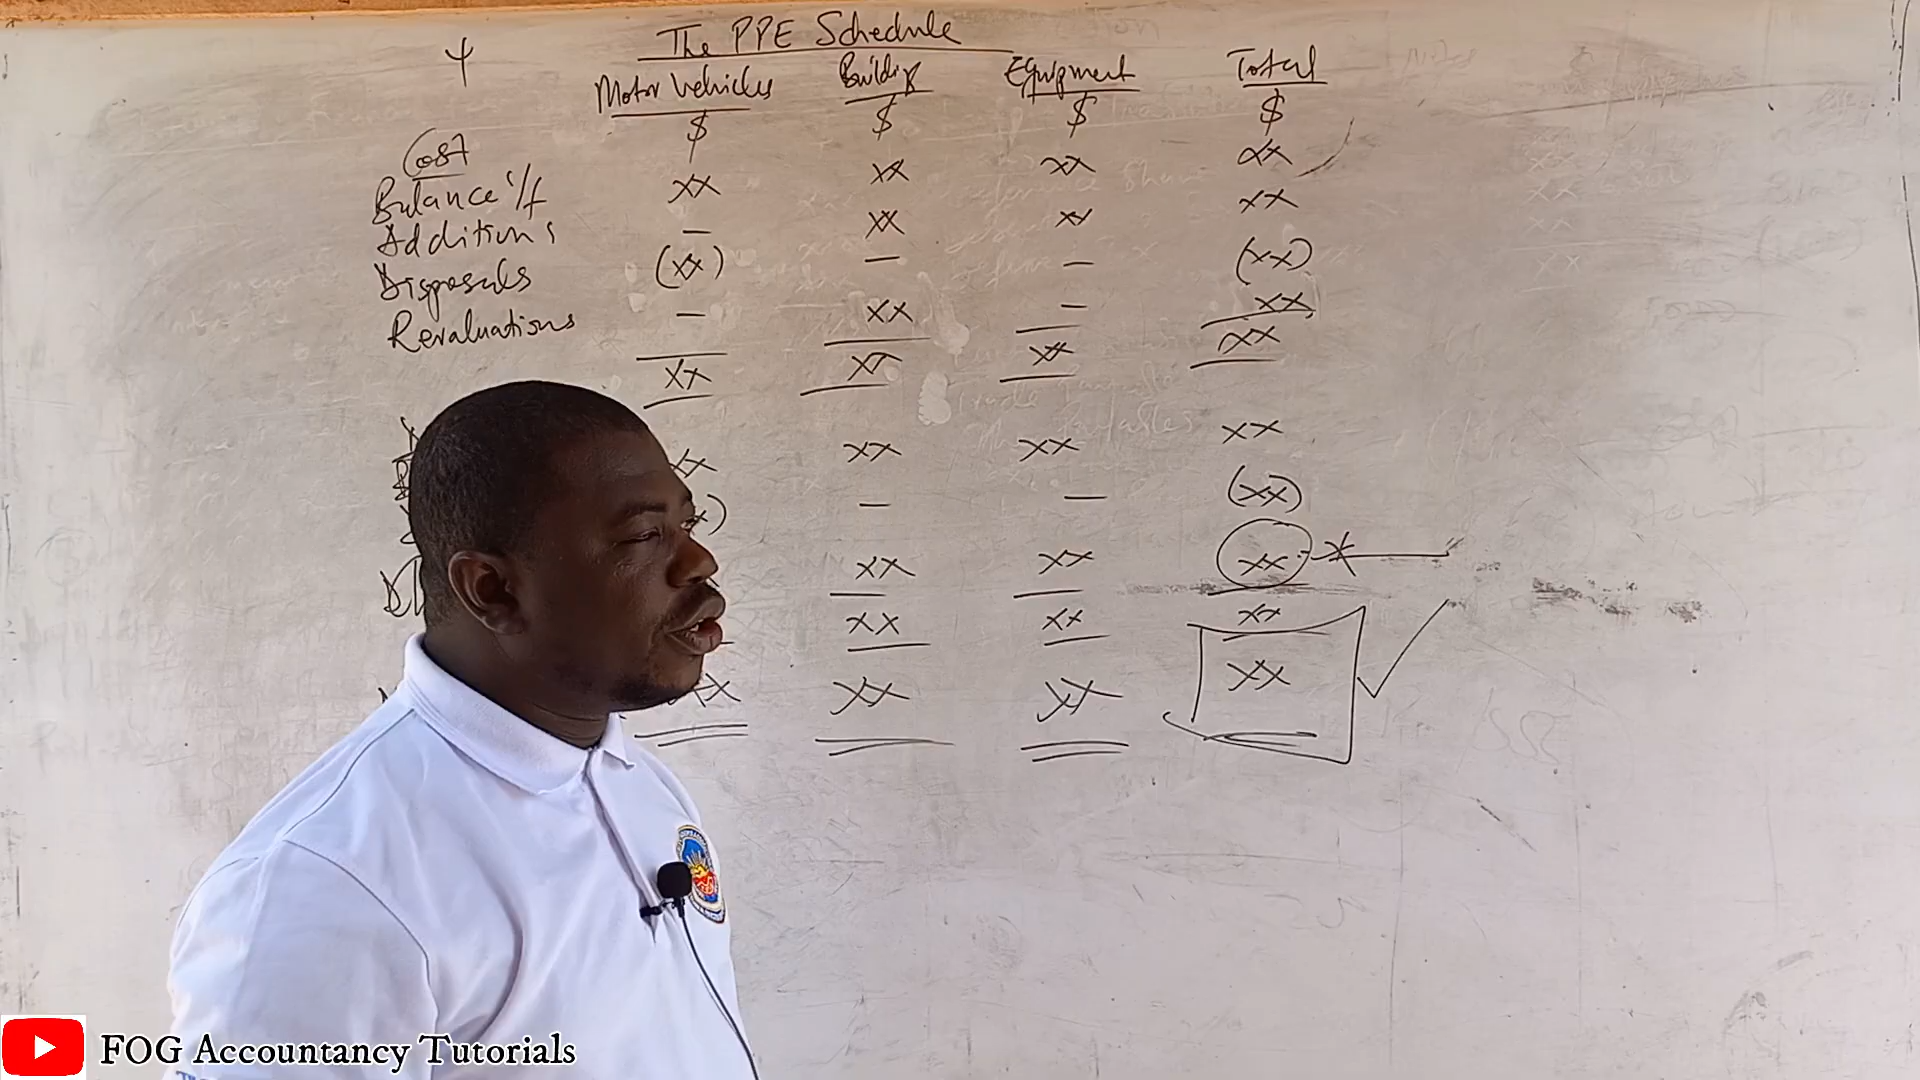 4 The PPE Schedule
Motor Vehicles Building Equipment Total
$ $ $ $
Cost
Balance b/f xx xx xx xx
Additions — xx xx xx
Disposals (xx) — — (xx)
Revaluations — xx — xx
xx xx xx xx
xx xx xx xx
— — (xx)
xx xx xx *
xx xx xx
xx xx xx xx
FOG Accountancy Tutorials